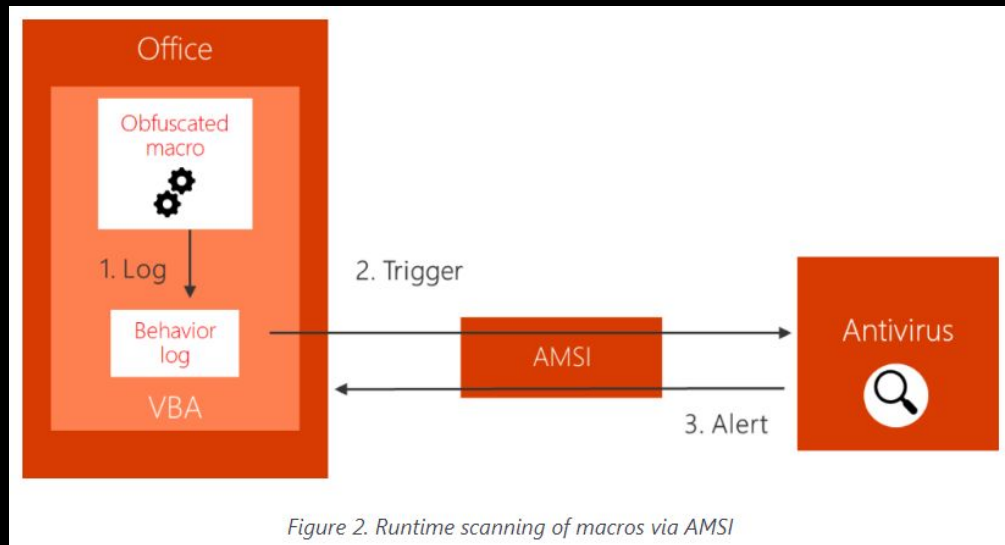 Office
Obfuscated
macro
1. Log
2. Trigger
Behavior
log
VBA
AMSI
Antivirus
3. Alert
Figure 2. Runtime scanning of macros via AMSI